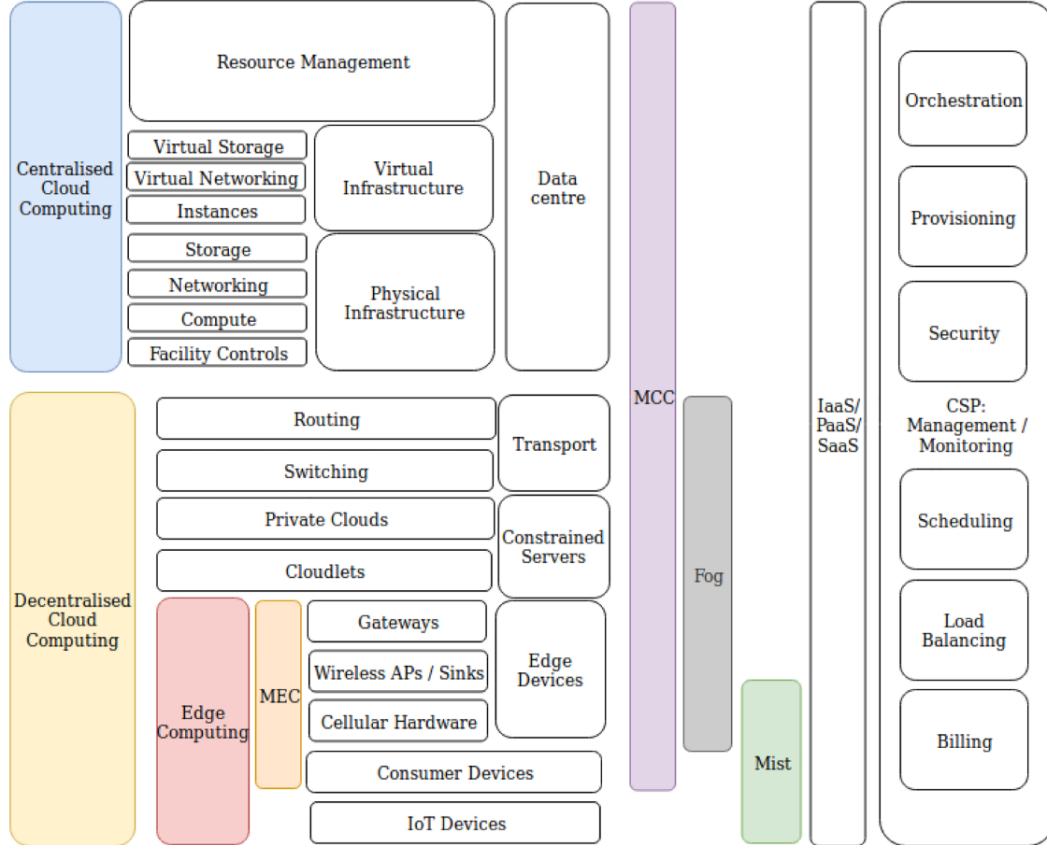 Resource Management
Centralised
Cloud
Computing
Virtual Storage
Virtual Networking
Instances
Virtual
Infrastructure
Storage
Networking
Compute
Facility Controls
Physical
Infrastructure
Data
centre
Decentralised
Cloud
Computing
Routing
Switching
Transport
Private Clouds
Cloudlets
Constrained
Servers
Edge
Computing
MEC
Gateways
Wireless APs / Sinks
Cellular Hardware
Edge
Devices
Consumer Devices
IoT Devices
MCC
Fog
Mist
IaaS/
PaaS/
SaaS
Orchestration
Provisioning
Security
CSP:
Management /
Monitoring
Scheduling
Load
Balancing
Billing